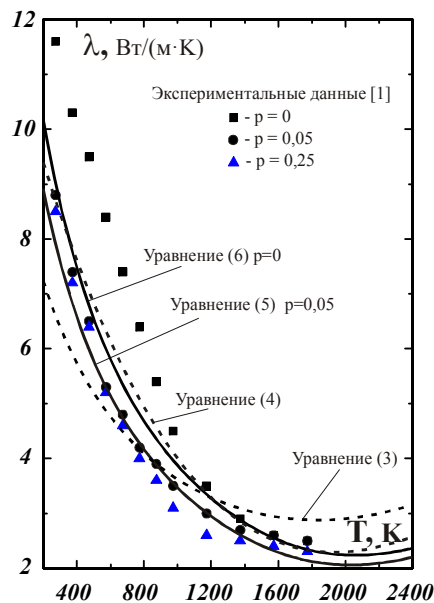 12
λ, Вт/(м·К)
Экспериментальные данные [1]
- p = 0
- p = 0,05
- p = 0,25
10
8
Уравнение (6) p=0
Уравнение (5) p=0,05
6
Уравнение (4)
4
Уравнение (3)
T, K
2
400 800 1200 1600 2000 2400